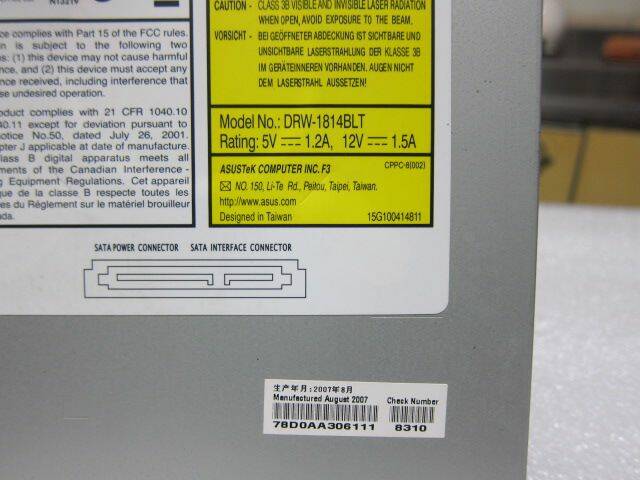 N13219
ce complies with Part 15 of the FCC rules.
n is subject to the following two
s: (1) this device may not cause harmful
nce, and (2) this device must accept any
nce received, including interference that
se undesired operation.
oduct complies with 21 CFR 1040.10
40.11 except for deviation pursuant to
otice No.50, dated July 26, 2001.
pter J applicable at date of manufacture.
lass B digital apparatus meets all
ments of the Canadian Interference -
g Equipment Regulations. Cet appareil
que de la classe B respecte toutes les
es du Règlement sur le matériel brouilleur
ada.
CAUTION - CLASS 3B VISIBLE AND INVISIBLE LASER RADIATION
WHEN OPEN, AVOID EXPOSURE TO THE BEAM.
VORSICHT - BEI GEÖFFNETER ABDECKUNG IST SICHTBARE UND
UNSICHTBARE LASERSTRAHLUNG DER KLASSE 3B
IM GERÄTEINNEREN VORHANDEN. AUGEN NICHT
DEM LASERSTRAHL AUSSETZEN!
Model No.: DRW-1814BLT
Rating: 5V ⎓ 1.2A, 12V ⎓ 1.5A
ASUSTeK COMPUTER INC. F3 CPPC-8(002)
NO. 150, Li-Te Rd., Peitou, Taipei, Taiwan.
http://www.asus.com
Designed in Taiwan 15G100414811
SATA POWER CONNECTOR SATA INTERFACE CONNECTOR
生产年月:2007年8月
Manufactured August 2007 Check Number
78D0AA306111 8310